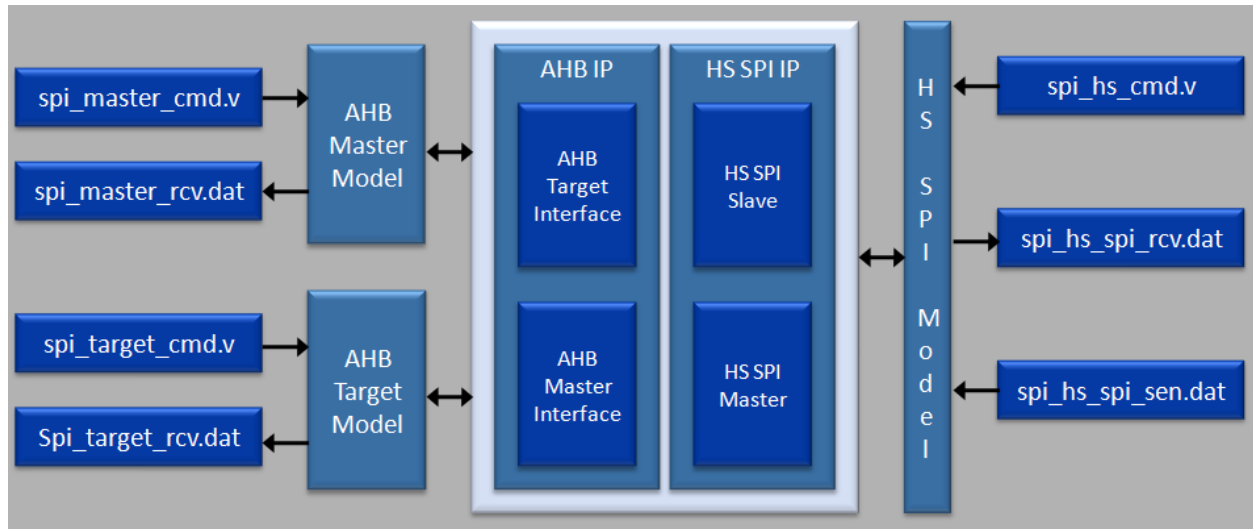 spi_master_cmd.v
spi_master_rcv.dat
AHB
Master
Model
spi_target_cmd.v
Spi_target_rcv.dat
AHB
Target
Model
AHB IP
AHB
Target
Interface
AHB
Master
Interface
HS SPI IP
HS SPI
Slave
HS SPI
Master
H
S
S
P
I
M
o
d
e
l
spi_hs_cmd.v
spi_hs_spi_rcv.dat
spi_hs_spi_sen.dat